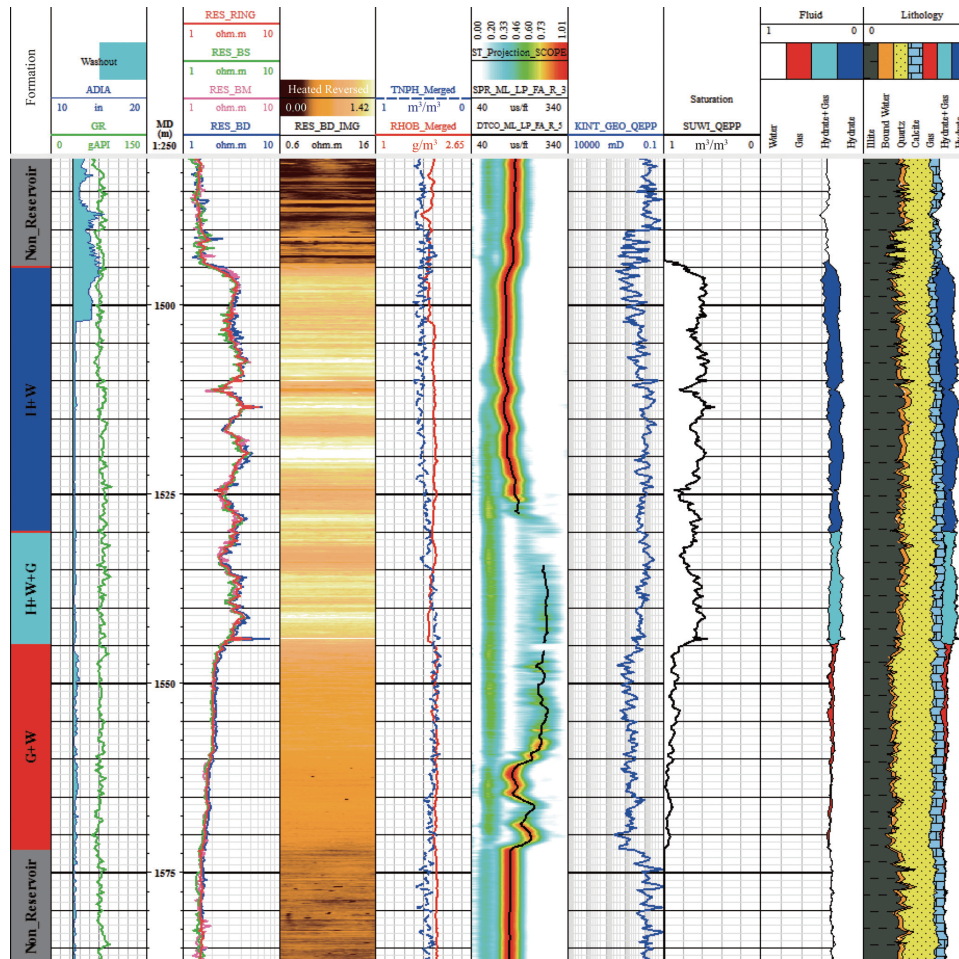 Formation
Washout
ADIA
10 in 20
GR
0 gAPI 150
MD
(m)
1:250
RES_RING
1 ohm.m 10
RES_BS
1 ohm.m 10
RES_BM
1 ohm.m 10
RES_BD
1 ohm.m 10
Heated Reversed
0.00 1.42
RES_BD_IMG
0.6 ohm.m 16
TNPH_Merged
1 m³/m³ 0
RHOB_Merged
1 g/m³ 2.65
0.00
0.20
0.33
0.46
0.60
0.73
1.01
ST_Projection_SCOPE
SPR_ML_LP_FA_R_3
40 us/ft 340
DTCO_ML_LP_FA_R_5
40 us/ft 340
KINT_GEO_QEPP
10000 mD 0.1
Saturation
SUWI_QEPP
1 m³/m³ 0
Fluid
1 0
Water
Gas
Hydrate+ Gas
Hydrate
Lithology
0
Illite
Bound Water
Quartz
Calcite
Gas
Hydrate+ Gas
Non_Reservoir
H+W
H+W+G
G+W
Non_Reservoir
1500
1525
1550
1575